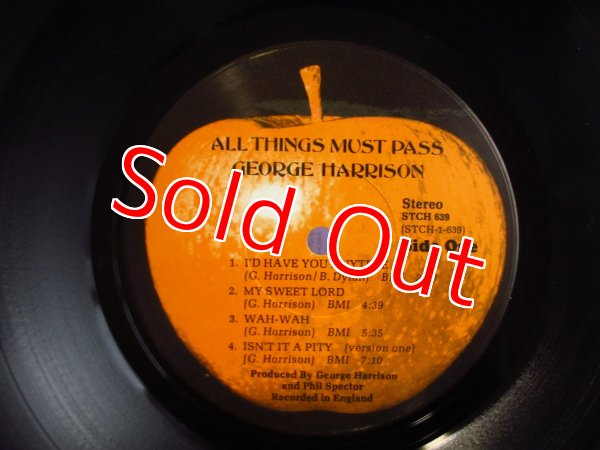 ALL THINGS MUST PASS
GEORGE HARRISON
Stereo
STCH 639
(STCH-1-639)
Side One
Sold Out
1. I'D HAVE YOU
(G. Harrison/B. Dylan)
2. MY SWEET LORD
(G. Harrison) BMI 4:39
3. WAH-WAH
(G. Harrison) BMI 5:35
4. ISN'T IT A PITY (version one)
(G. Harrison) BMI 7:10
Produced By George Harrison
and Phil Spector
Recorded in England